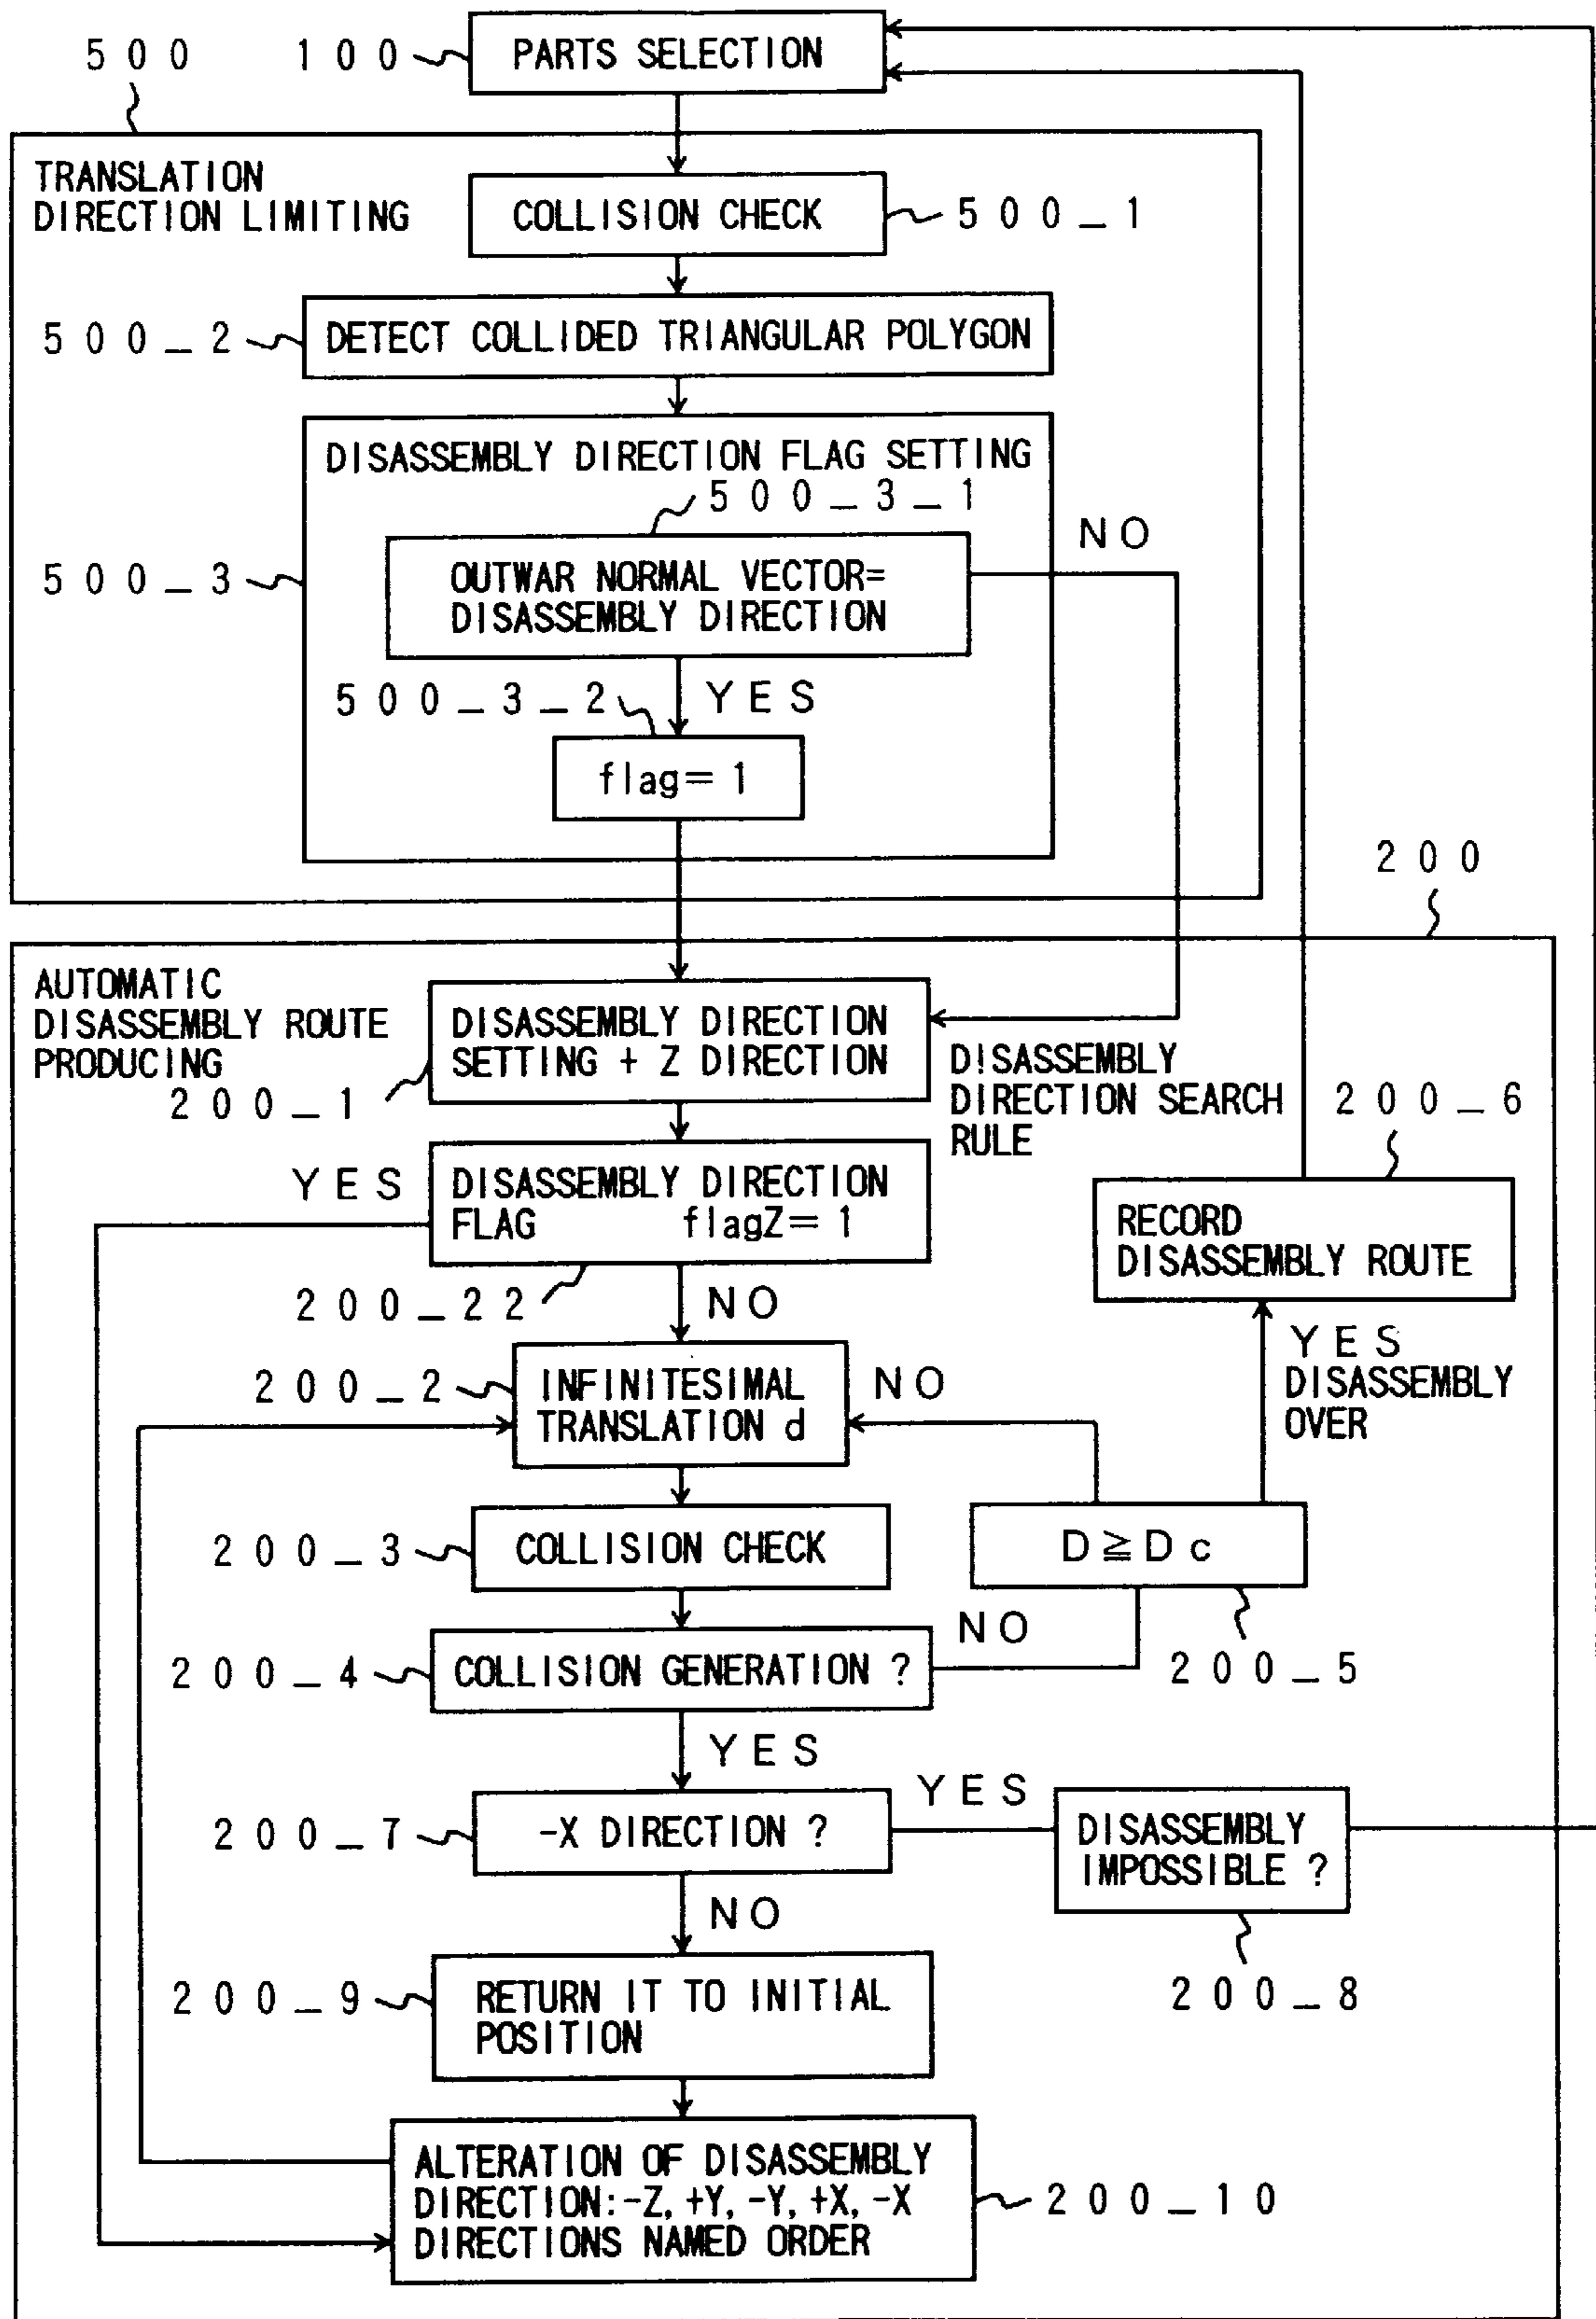 500
100
PARTS SELECTION
TRANSLATION
DIRECTION LIMITING
COLLISION CHECK
500_1
500_2
DETECT COLLIDED TRIANGULAR POLYGON
DISASSEMBLY DIRECTION FLAG SETTING
500_3_1
NO
500_3
OUTWAR NORMAL VECTOR=
DISASSEMBLY DIRECTION
500_3_2
YES
flag=1
200
AUTOMATIC
DISASSEMBLY ROUTE
PRODUCING
DISASSEMBLY DIRECTION
SETTING + Z DIRECTION
200_1
DISASSEMBLY
DIRECTION SEARCH
RULE
200_6
YES
DISASSEMBLY DIRECTION
FLAG flagZ=1
RECORD
DISASSEMBLY ROUTE
200_22
NO
200_2
INFINITESIMAL
TRANSLATION d
NO
YES
DISASSEMBLY
OVER
200_3
COLLISION CHECK
D≧Dc
200_4
COLLISION GENERATION ?
NO
200_5
YES
200_7
-X DIRECTION ?
YES
DISASSEMBLY
IMPOSSIBLE ?
NO
200_8
200_9
RETURN IT TO INITIAL
POSITION
ALTERATION OF DISASSEMBLY
DIRECTION:-Z, +Y, -Y, +X, -X
DIRECTIONS NAMED ORDER
200_10